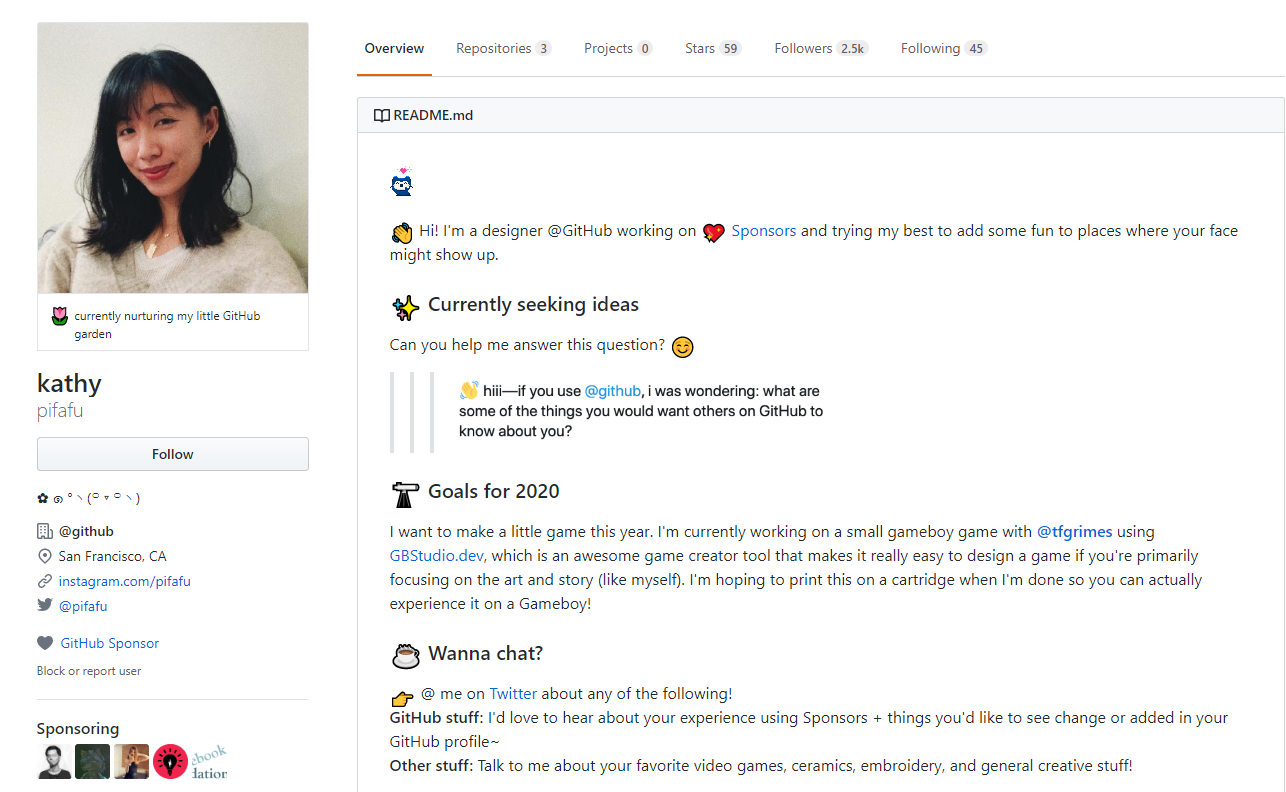 Overview Repositories 3 Projects 0 Stars 59 Followers 2.5k Following 45
currently nurturing my little GitHub
garden
kathy
pifafu
Follow
✿ ൭ ° ヽ(ᅌ ▿ ᅌ ヽ)
@github
San Francisco, CA
instagram.com/pifafu
@pifafu
GitHub Sponsor
Block or report user
Sponsoring
ebook
dation
README.md
👋 Hi! I'm a designer @GitHub working on 💖 Sponsors and trying my best to add some fun to places where your face
might show up.
✨ Currently seeking ideas
Can you help me answer this question? 😊
👋 hiii—if you use @github, i was wondering: what are
some of the things you would want others on GitHub to
know about you?
Goals for 2020
I want to make a little game this year. I'm currently working on a small gameboy game with @tfgrimes using
GBStudio.dev, which is an awesome game creator tool that makes it really easy to design a game if you're primarily
focusing on the art and story (like myself). I'm hoping to print this on a cartridge when I'm done so you can actually
experience it on a Gameboy!
☕ Wanna chat?
👉 @ me on Twitter about any of the following!
GitHub stuff: I'd love to hear about your experience using Sponsors + things you'd like to see change or added in your
GitHub profile~
Other stuff: Talk to me about your favorite video games, ceramics, embroidery, and general creative stuff!